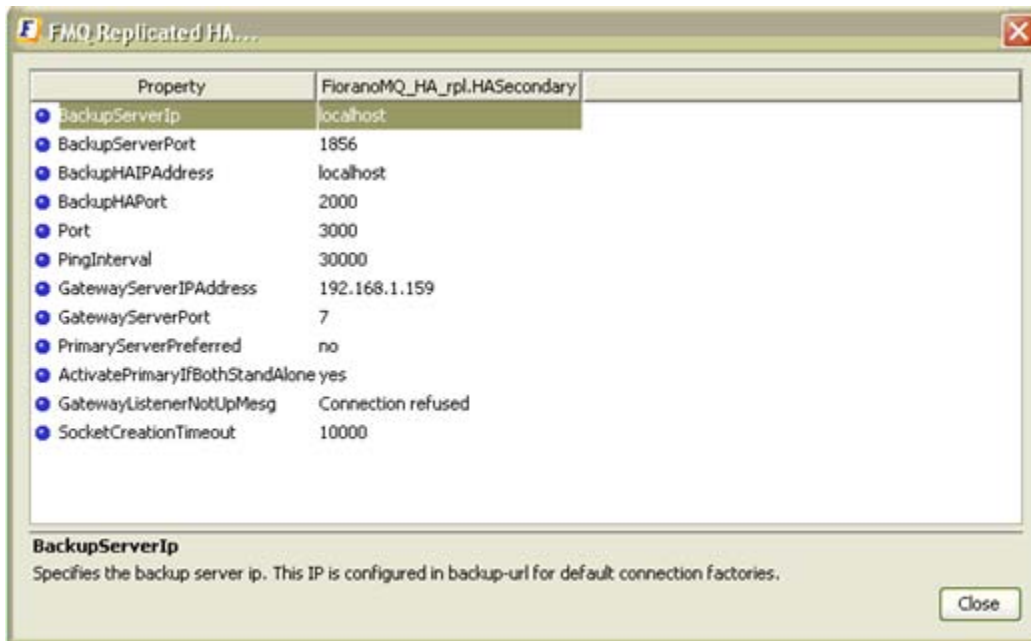 FMQ Replicated HA...
Property FioranoMQ_HA_rpl.HASecondary
BackupServerIp localhost
BackupServerPort 1856
BackupHAIPAddress localhost
BackupHAPort 2000
Port 3000
PingInterval 30000
GatewayServerIPAddress 192.168.1.159
GatewayServerPort 7
PrimaryServerPreferred no
ActivatePrimaryIfBothStandAlone yes
GatewayListenerNotUpMesg Connection refused
SocketCreationTimeout 10000
BackupServerIp
Specifies the backup server ip. This IP is configured in backup-url for default connection factories.
Close